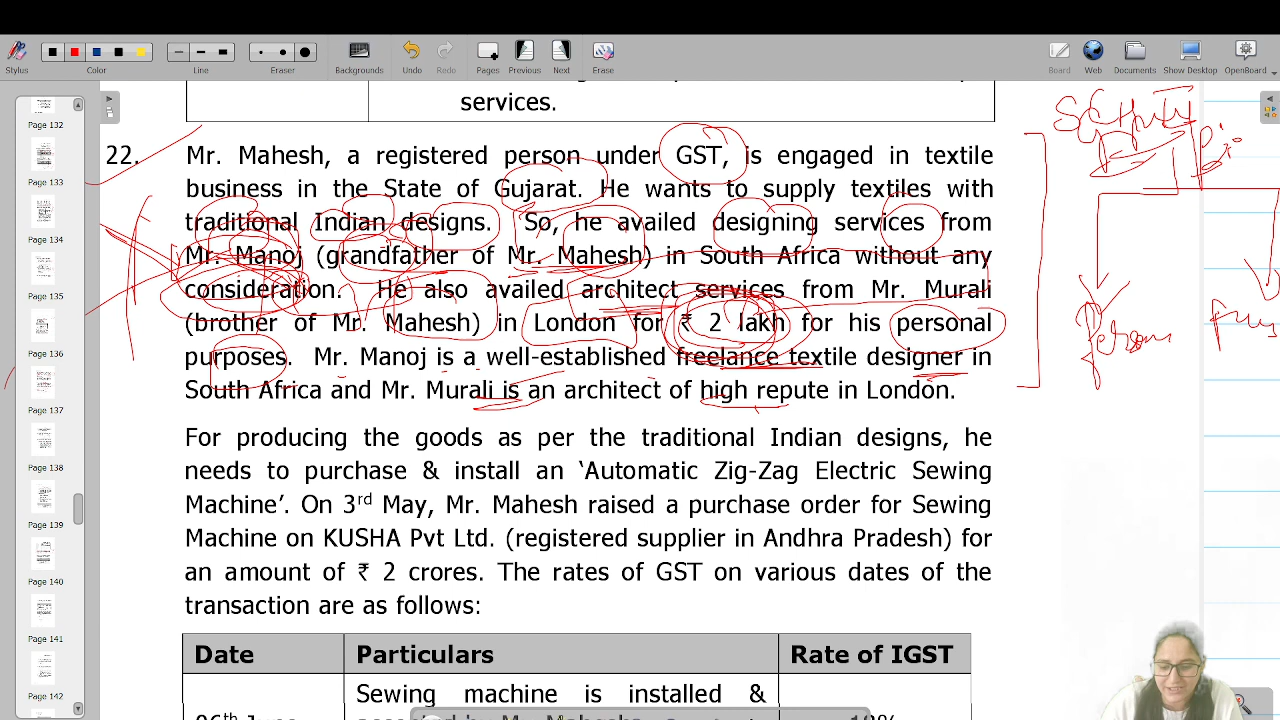 Stylus
Color
Line
Eraser
Backgrounds
Undo
Redo
Pages
Previous
Next
Erase
Board
Web
Documents
Show Desktop
OpenBoard
Page 132
Page 133
Page 134
Page 135
Page 136
Page 137
Page 138
Page 139
Page 140
Page 141
Page 142
services.
22. Mr. Mahesh, a registered person under GST, is engaged in textile
business in the State of Gujarat. He wants to supply textiles with
traditional Indian designs. So, he availed designing services from
Mr. Manoj (grandfather of Mr. Mahesh) in South Africa without any
consideration. He also availed architect services from Mr. Murali
(brother of Mr. Mahesh) in London for ₹ 2 lakh for his personal
purposes. Mr. Manoj is a well-established freelance textile designer in
South Africa and Mr. Murali is an architect of high repute in London.
For producing the goods as per the traditional Indian designs, he
needs to purchase & install an ‘Automatic Zig-Zag Electric Sewing
Machine’. On 3rd May, Mr. Mahesh raised a purchase order for Sewing
Machine on KUSHA Pvt Ltd. (registered supplier in Andhra Pradesh) for
an amount of ₹ 2 crores. The rates of GST on various dates of the
transaction are as follows:
Date Particulars Rate of IGST
Sewing machine is installed &